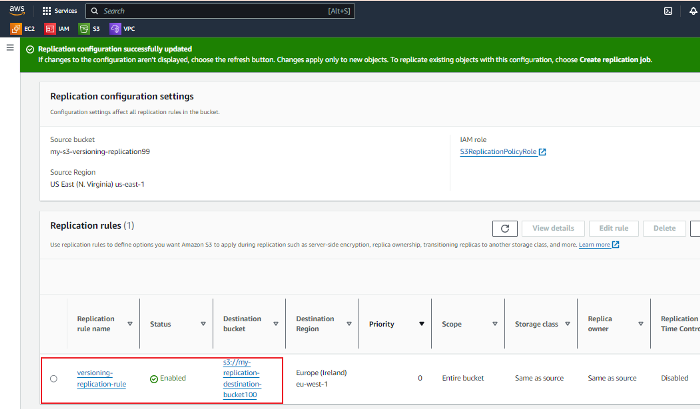 aws
Services
Search
[Alt+S]
EC2
IAM
S3
VPC
Replication configuration successfully updated
If changes to the configuration aren't displayed, choose the refresh button. Changes apply only to new objects. To replicate existing objects with this configuration, choose Create replication job.
Replication configuration settings
Configuration settings affect all replication rules in the bucket.
Source bucket
my-s3-versioning-replication99
Source Region
US East (N. Virginia) us-east-1
IAM role
S3ReplicationPolicyRole
Replication rules (1)
View details
Edit rule
Delete
Use replication rules to define options you want Amazon S3 to apply during replication such as server-side encryption, replica ownership, transitioning replicas to another storage class, and more. Learn more
Replication
rule name
Status
Destination
bucket
Destination
Region
Priority
Scope
Storage class
Replica
owner
Replication
Time Contro
versioning-
replication-rule
Enabled
s3://my-
replication-
destination-
bucket100
Europe (Ireland)
eu-west-1
0
Entire bucket
Same as source
Same as source
Disabled